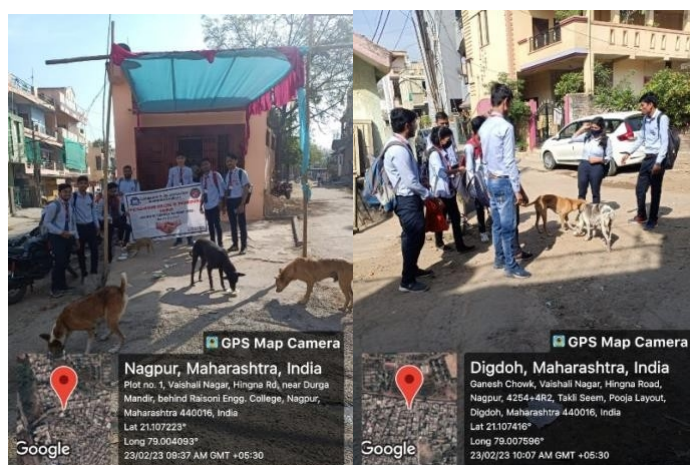 GPS Map Camera
Nagpur, Maharashtra, India
Plot no. 1, Vaishali Nagar, Hingna Rd, near Durga
Mandir, behind Raisoni Engg. College, Nagpur,
Maharashtra 440016, India
Lat 21.107223°
Long 79.004093°
23/02/23 09:37 AM GMT +05:30
Google
GPS Map Camera
Digdoh, Maharashtra, India
Ganesh Chowk, Vaishali Nagar, Hingna Road,
Nagpur, 4254+4R2, Takli Seem, Pooja Layout,
Digdoh, Maharashtra 440016, India
Lat 21.107416°
Long 79.007596°
23/02/23 10:07 AM GMT +05:30
Google